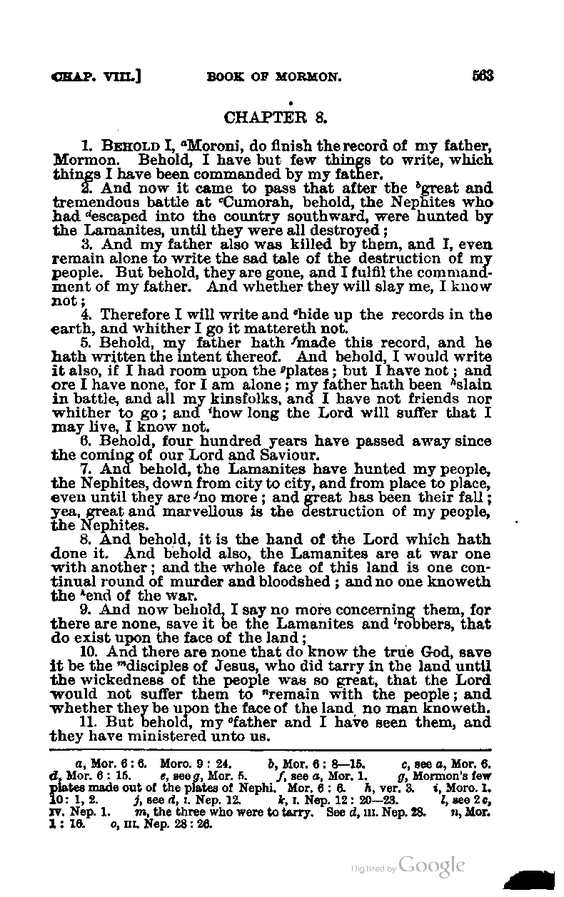 CHAP. VIII.] BOOK OF MORMON. 563
CHAPTER 8.
1. BEHOLD I, aMoroni, do finish the record of my father,
Mormon. Behold, I have but few things to write, which
things I have been commanded by my father.
2. And now it came to pass that after the bgreat and
tremendous battle at cCumorah, behold, the Nephites who
had descaped into the country southward, were hunted by
the Lamanites, until they were all destroyed;
3. And my father also was killed by them, and I, even
remain alone to write the sad tale of the destruction of my
people. But behold, they are gone, and I fulfil the command-
ment of my father. And whether they will slay me, I know
not;
4. Therefore I will write and ehide up the records in the
earth, and whither I go it mattereth not.
5. Behold, my father hath fmade this record, and he
hath written the intent thereof. And behold, I would write
it also, if I had room upon the gplates; but I have not; and
ore I have none, for I am alone; my father hath been hslain
in battle, and all my kinsfolks, and I have not friends nor
whither to go; and ihow long the Lord will suffer that I
may live, I know not.
6. Behold, four hundred years have passed away since
the coming of our Lord and Saviour.
7. And behold, the Lamanites have hunted my people,
the Nephites, down from city to city, and from place to place,
even until they are jno more; and great has been their fall;
yea, great and marvellous is the destruction of my people,
the Nephites.
8. And behold, it is the hand of the Lord which hath
done it. And behold also, the Lamanites are at war one
with another; and the whole face of this land is one con-
tinual round of murder and bloodshed; and no one knoweth
the kend of the war.
9. And now behold, I say no more concerning them, for
there are none, save it be the Lamanites and lrobbers, that
do exist upon the face of the land;
10. And there are none that do know the true God, save
it be the mdisciples of Jesus, who did tarry in the land until
the wickedness of the people was so great, that the Lord
would not suffer them to nremain with the people; and
whether they be upon the face of the land no man knoweth.
11. But behold, my ofather and I have seen them, and
they have ministered unto us.
a, Mor. 6: 6. Moro. 9: 24. b, Mor. 6: 8—15. c, see a, Mor. 6.
d, Mor. 6: 15. e, see g, Mor. 5. f, see a, Mor. 1. g, Mormon's few
plates made out of the plates of Nephi. Mor. 6: 6. h, ver. 3. i, Moro. 1.
10: 1, 2. j, see d, I. Nep. 12. k, I. Nep. 12: 20—23. l, see 2 c,
IV. Nep. 1. m, the three who were to tarry. See d, III. Nep. 28. n, Mor.
1: 16. o, III. Nep. 28: 26.
Digitized by Google